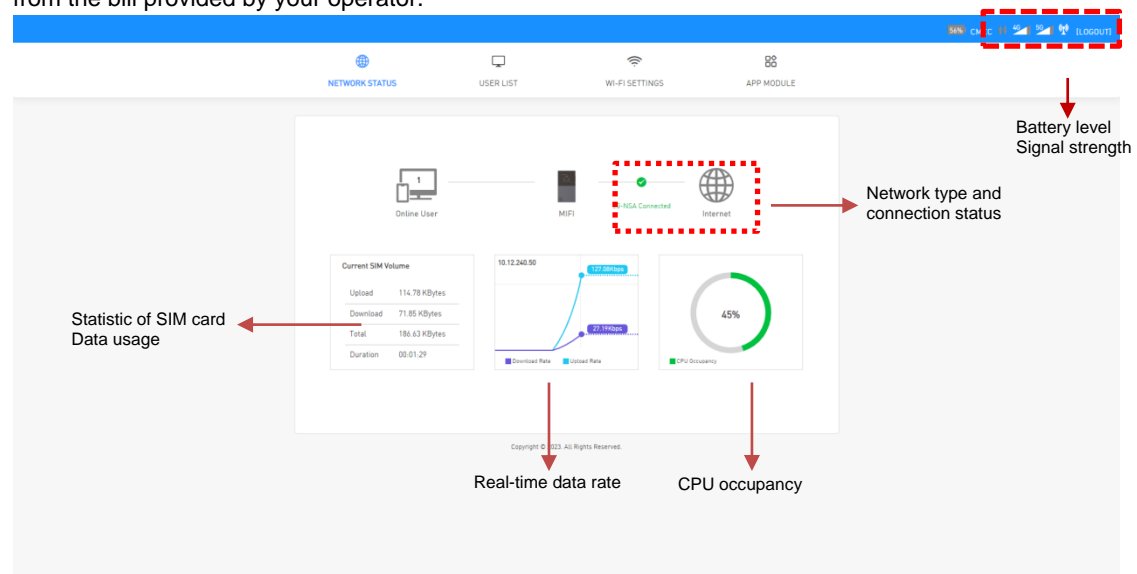 from the bill provided by your operator.
56% 4G 5G [LOGOUT]
NETWORK STATUS USER LIST WI-FI SETTINGS APP MODULE
Battery level
Signal strength
1
Online User MIFI -NSA Connected Internet
Network type and
connection status
Current SIM Volume
Upload 114.78 KBytes
Download 71.85 KBytes
Total 186.63 KBytes
Duration 00:01:29
10.12.240.50
127.08Kbps
27.19Kbps
Download Rate Upload Rate
45%
CPU Occupancy
Statistic of SIM card
Data usage
Copyright © 2023. All Rights Reserved.
Real-time data rate
CPU occupancy